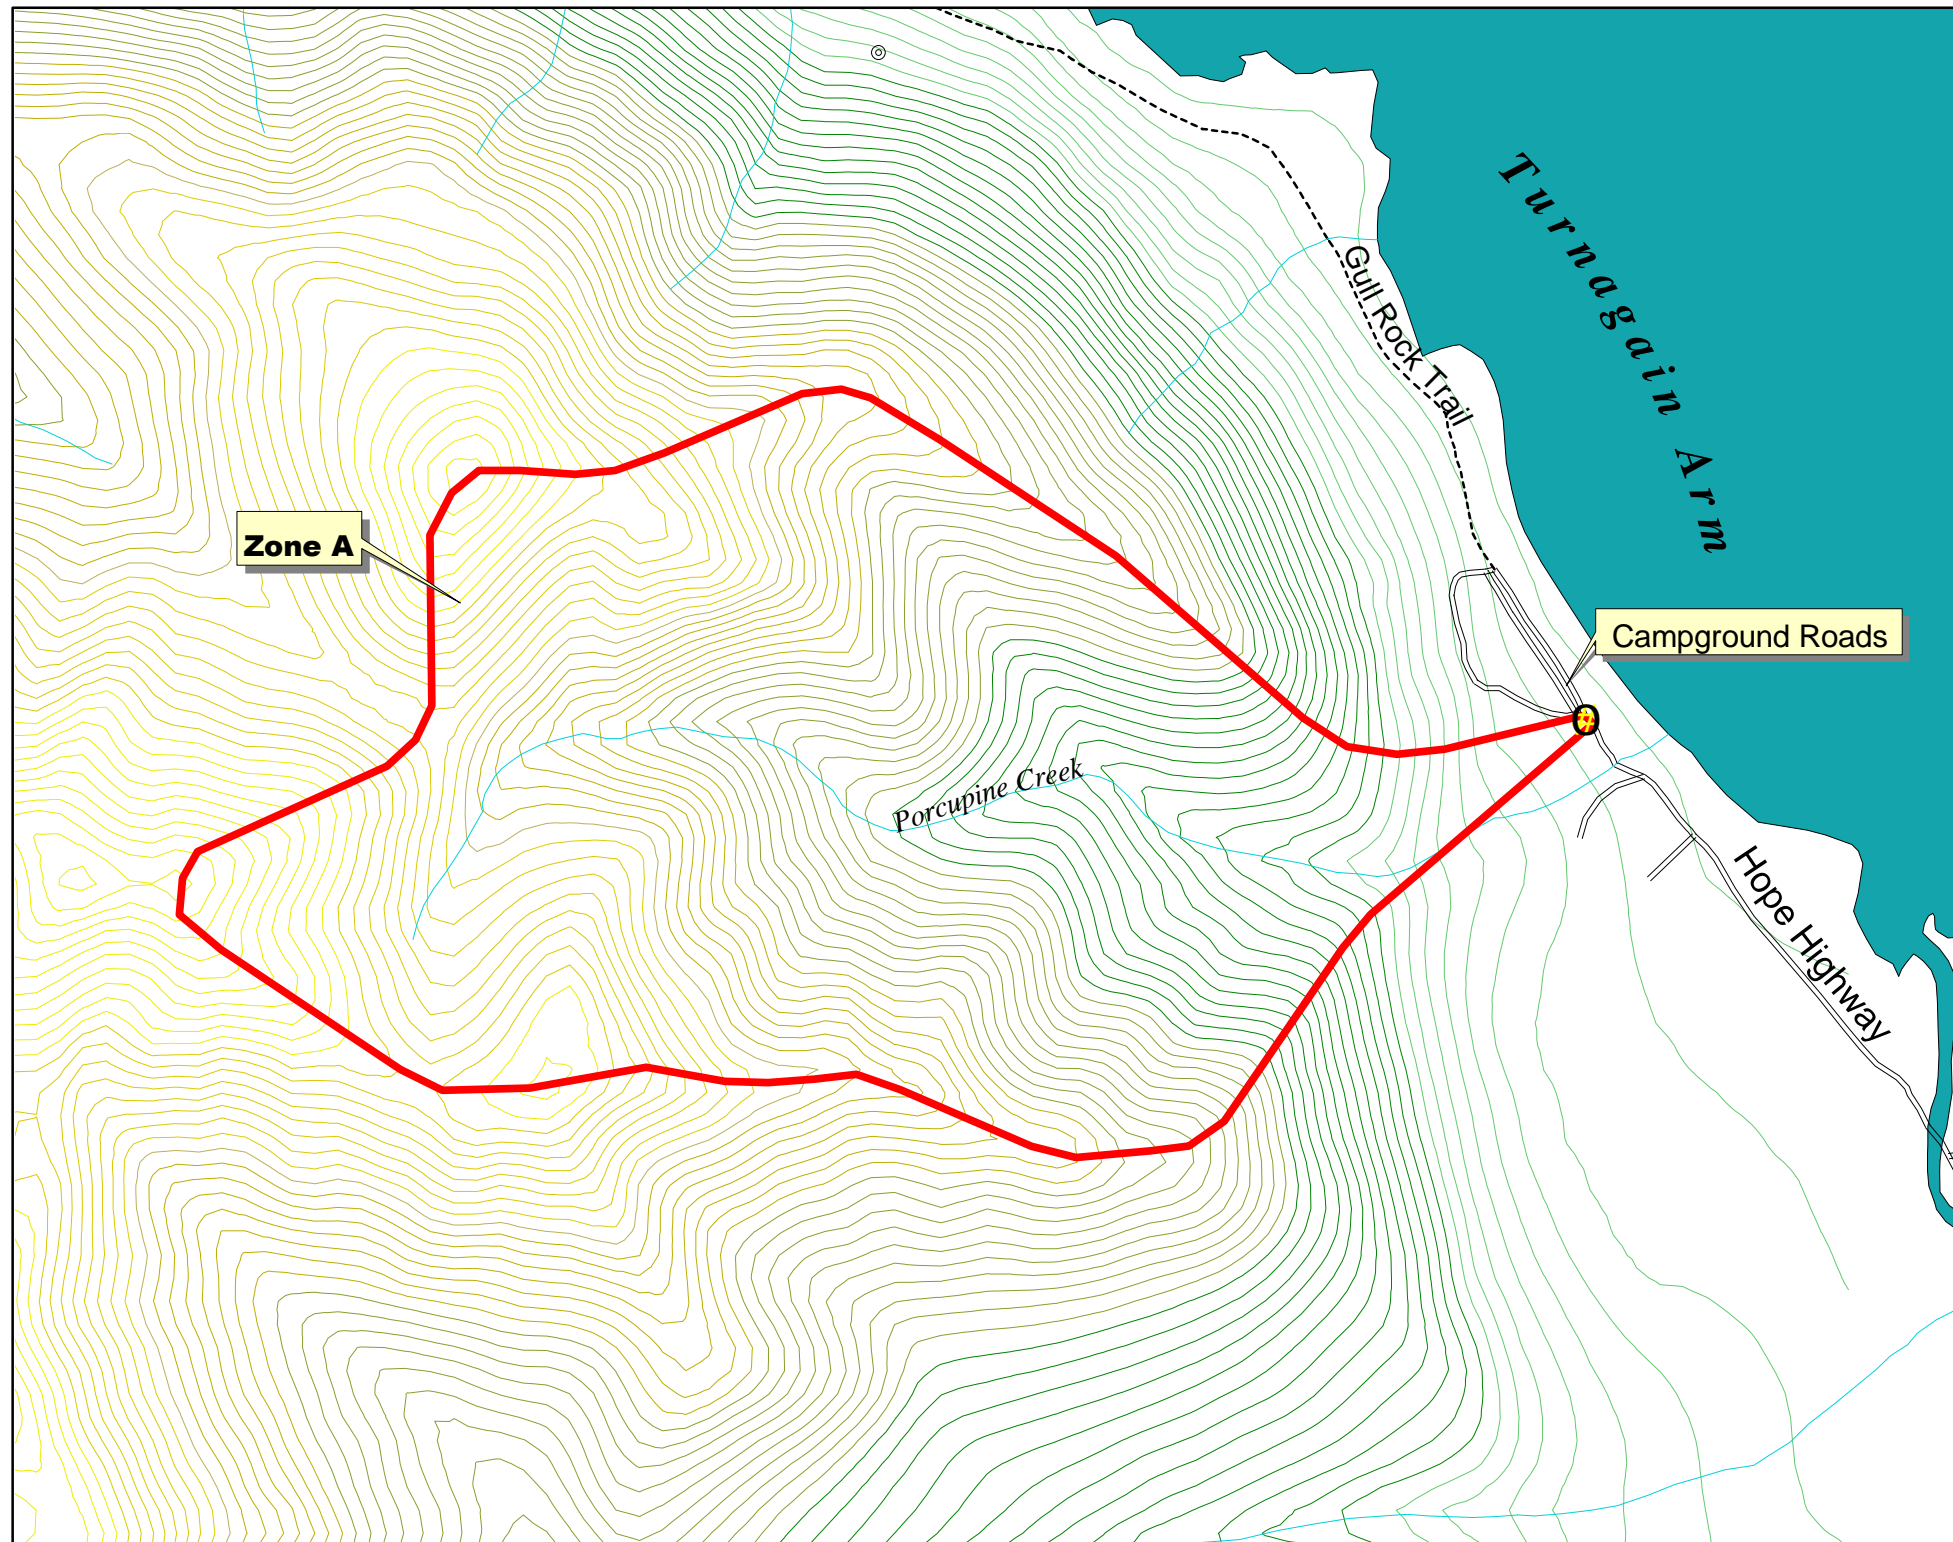 Turnagain Arm
Gull Rock Trail
Zone A
Campground Roads
Porcupine Creek
Hope Highway